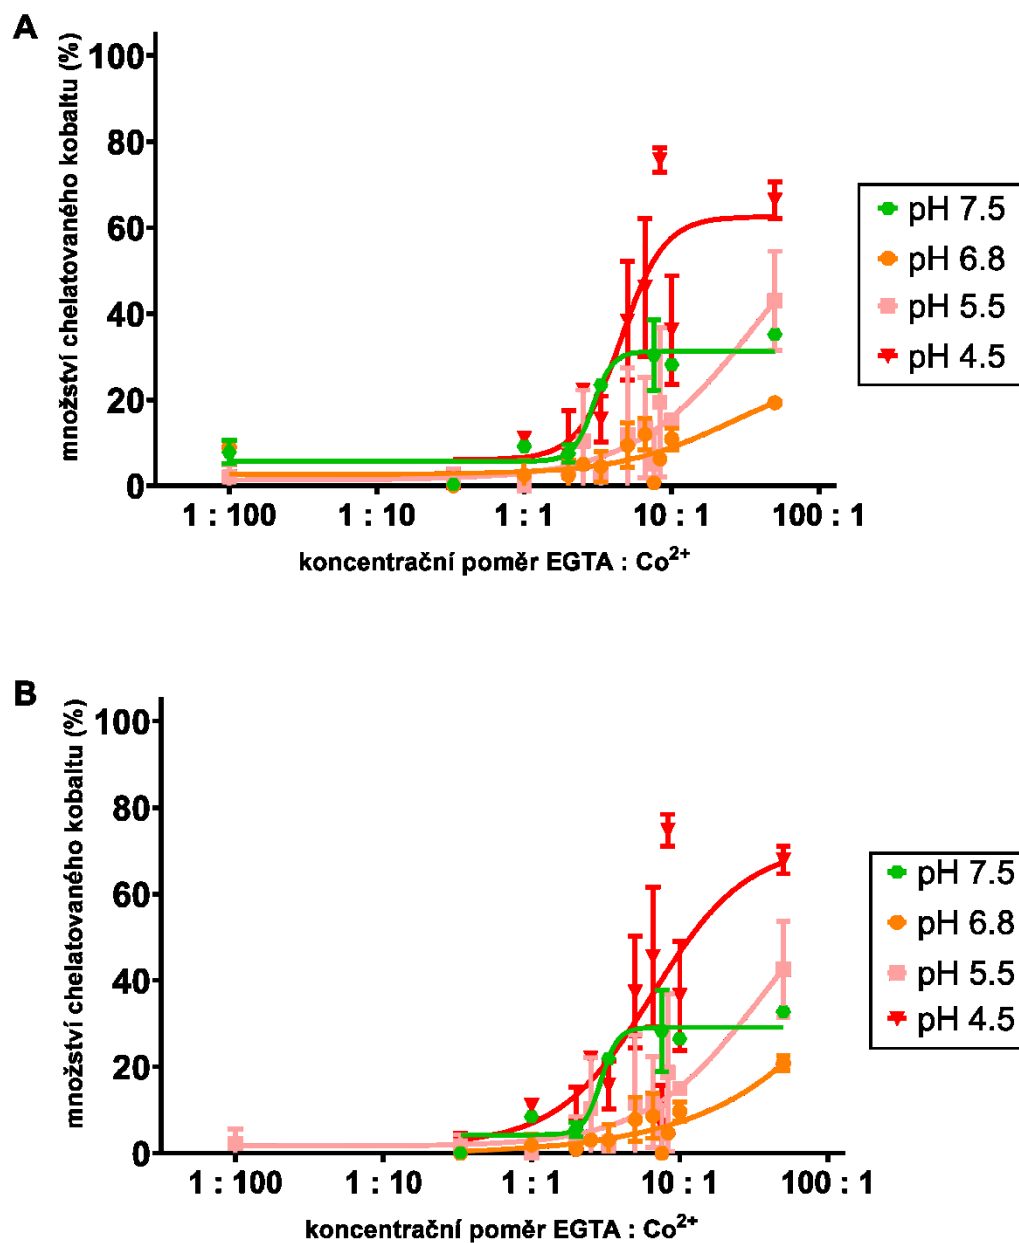 A
množství chelatovaného kobaltu (%)
100
80
60
40
20
0
1 : 100 1 : 10 1 : 1 10 : 1 100 : 1
koncentrační poměr EGTA : Co²⁺
pH 7.5
pH 6.8
pH 5.5
pH 4.5
B
množství chelatovaného kobaltu (%)
100
80
60
40
20
0
1 : 100 1 : 10 1 : 1 10 : 1 100 : 1
koncentrační poměr EGTA : Co²⁺
pH 7.5
pH 6.8
pH 5.5
pH 4.5